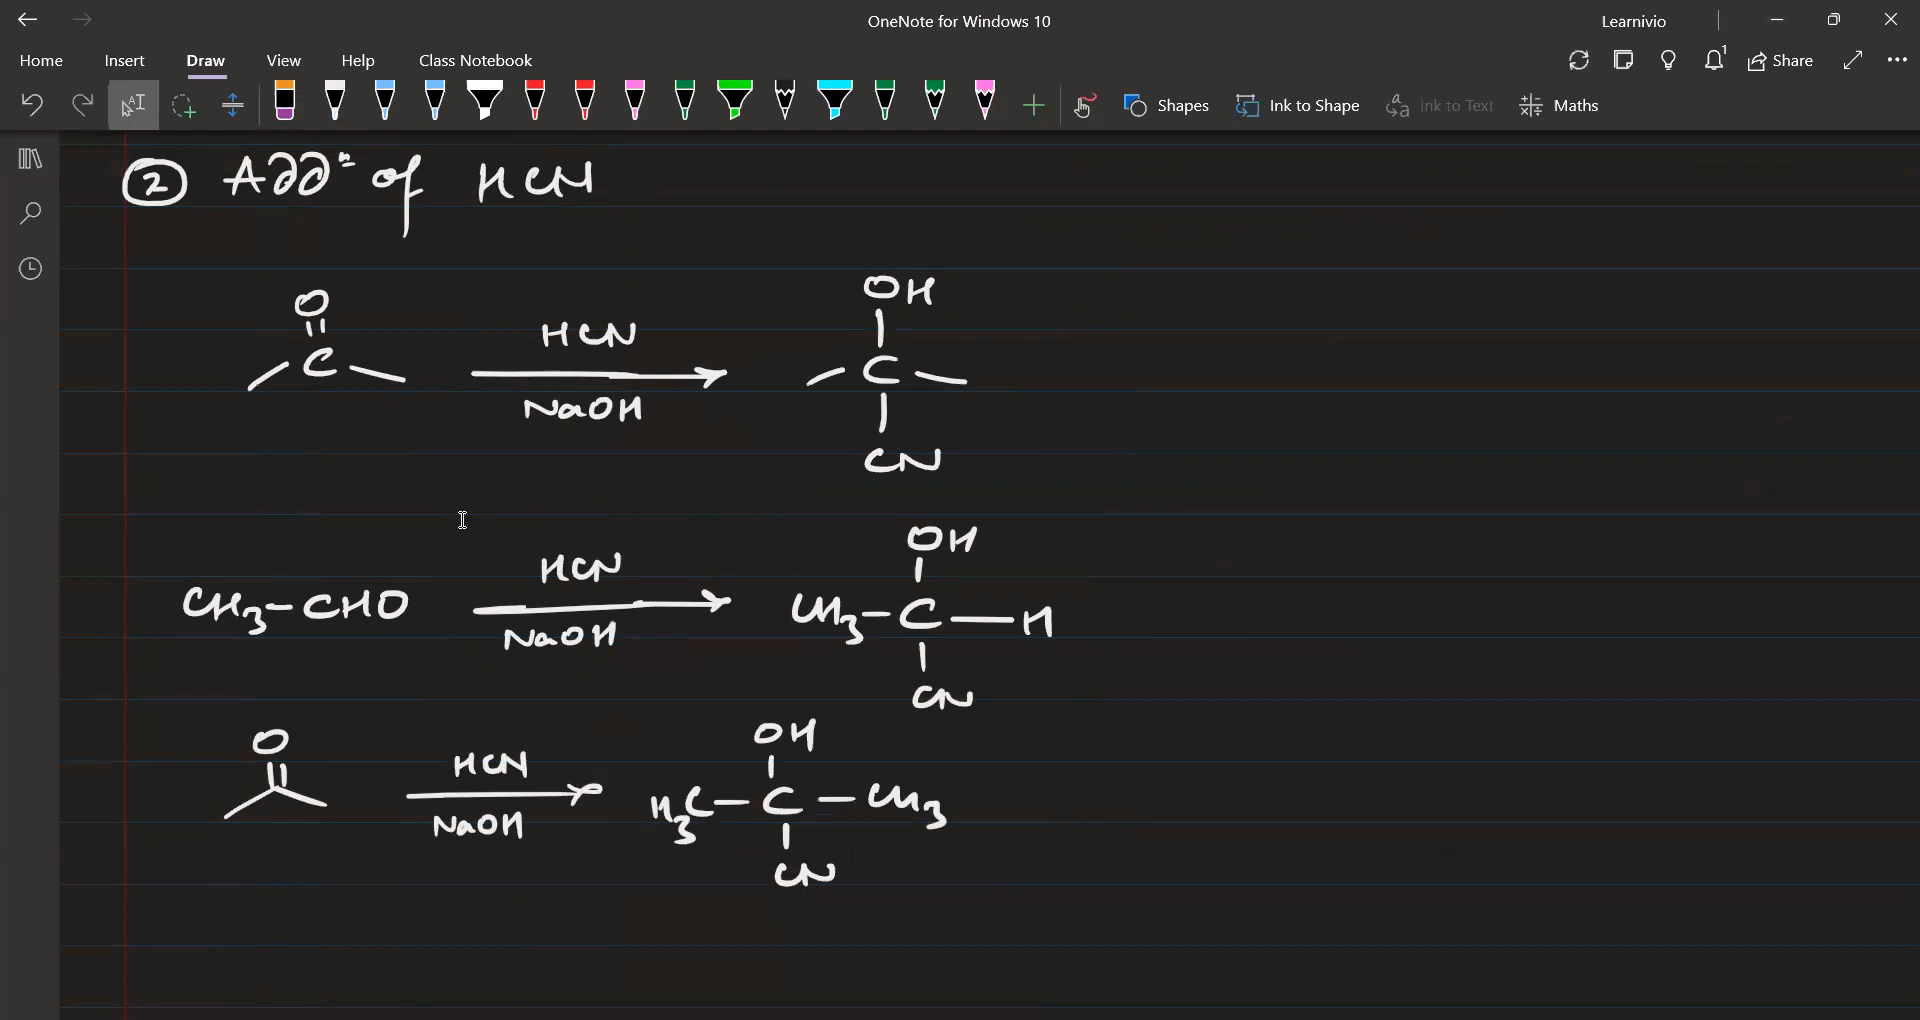 OneNote for Windows 10
Learnivio
Home Insert Draw View Help Class Notebook
Share
Shapes Ink to Shape Ink to Text Maths
② Addⁿ of HCN
O
||
C
HCN
NaOH
OH
|
C
|
CN
CH₃-CHO
HCN
NaOH
OH
|
CH₃-C-H
|
CN
O
HCN
NaOH
OH
|
H₃C-C-CH₃
|
CN